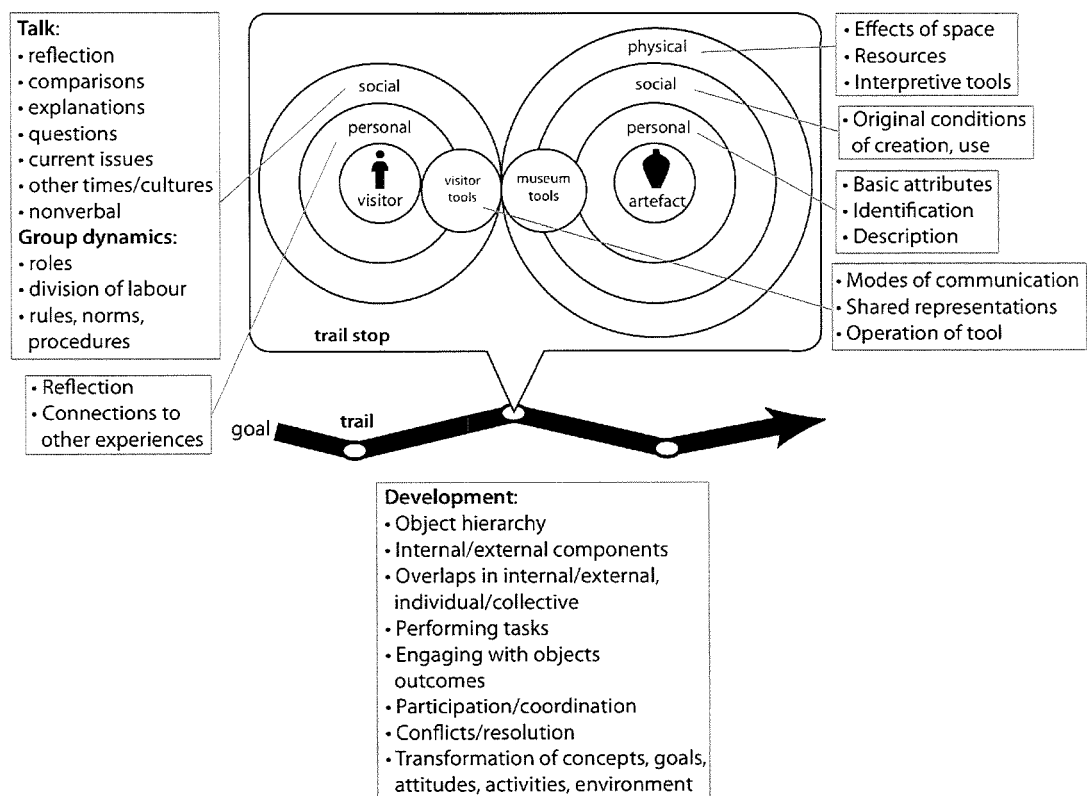 Talk:
• reflection
• comparisons
• explanations
• questions
• current issues
• other times/cultures
• nonverbal
Group dynamics:
• roles
• division of labour
• rules, norms,
procedures
• Reflection
• Connections to
other experiences
social
personal
visitor
visitor
tools
museum
tools
physical
social
personal
artefact
trail stop
• Effects of space
• Resources
• Interpretive tools
• Original conditions
of creation, use
• Basic attributes
• Identification
• Description
• Modes of communication
• Shared representations
• Operation of tool
goal
trail
Development:
• Object hierarchy
• Internal/external components
• Overlaps in internal/external,
individual/collective
• Performing tasks
• Engaging with objects
outcomes
• Participation/coordination
• Conflicts/resolution
• Transformation of concepts, goals,
attitudes, activities, environment